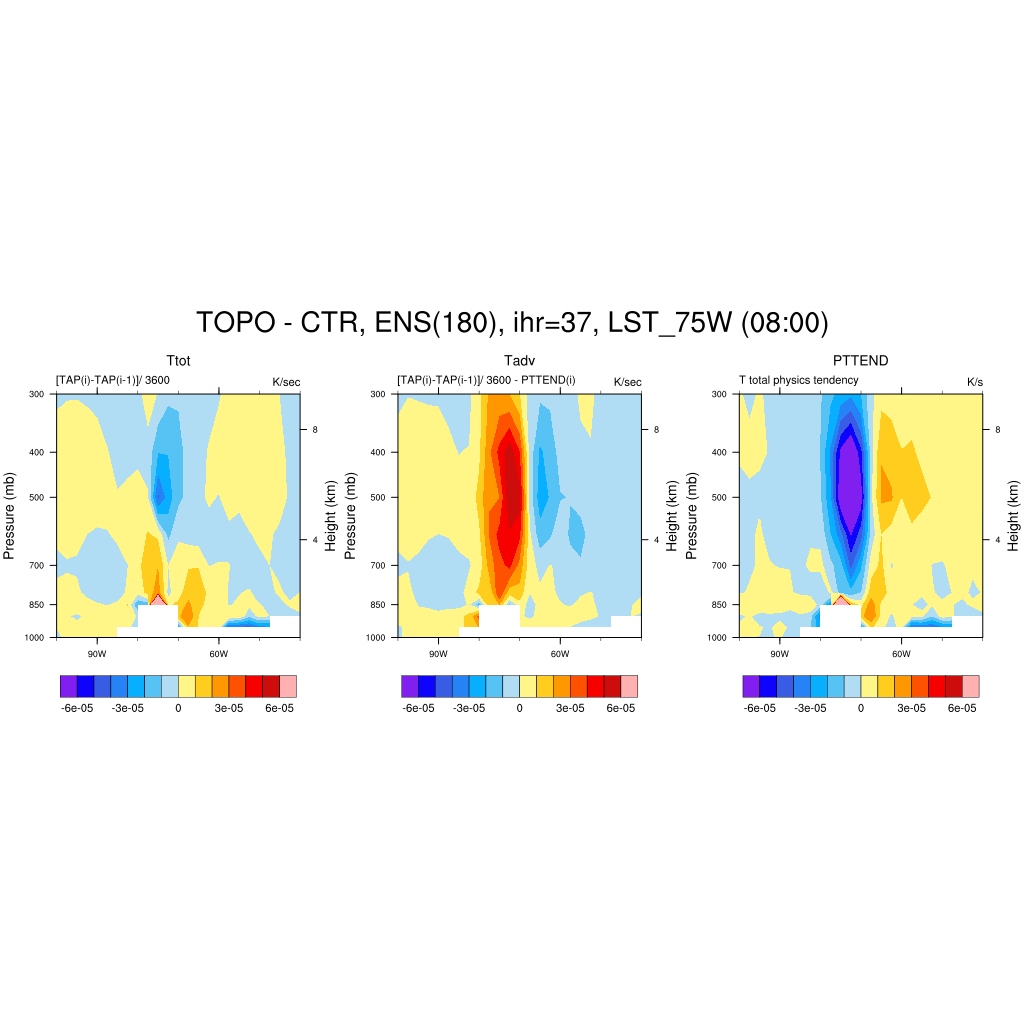 TOPO - CTR, ENS(180), ihr=37, LST_75W (08:00)
Ttot
[TAP(i)-TAP(i-1)]/ 3600 K/sec
Pressure (mb)
300
400
500
700
850
1000
8
4
Height (km)
90W 60W
-6e-05 -3e-05 0 3e-05 6e-05
Tadv
[TAP(i)-TAP(i-1)]/ 3600 - PTTEND(i) K/sec
Pressure (mb)
300
400
500
700
850
1000
8
4
Height (km)
90W 60W
-6e-05 -3e-05 0 3e-05 6e-05
PTTEND
T total physics tendency K/s
Pressure (mb)
300
400
500
700
850
1000
8
4
Height (km)
90W 60W
-6e-05 -3e-05 0 3e-05 6e-05